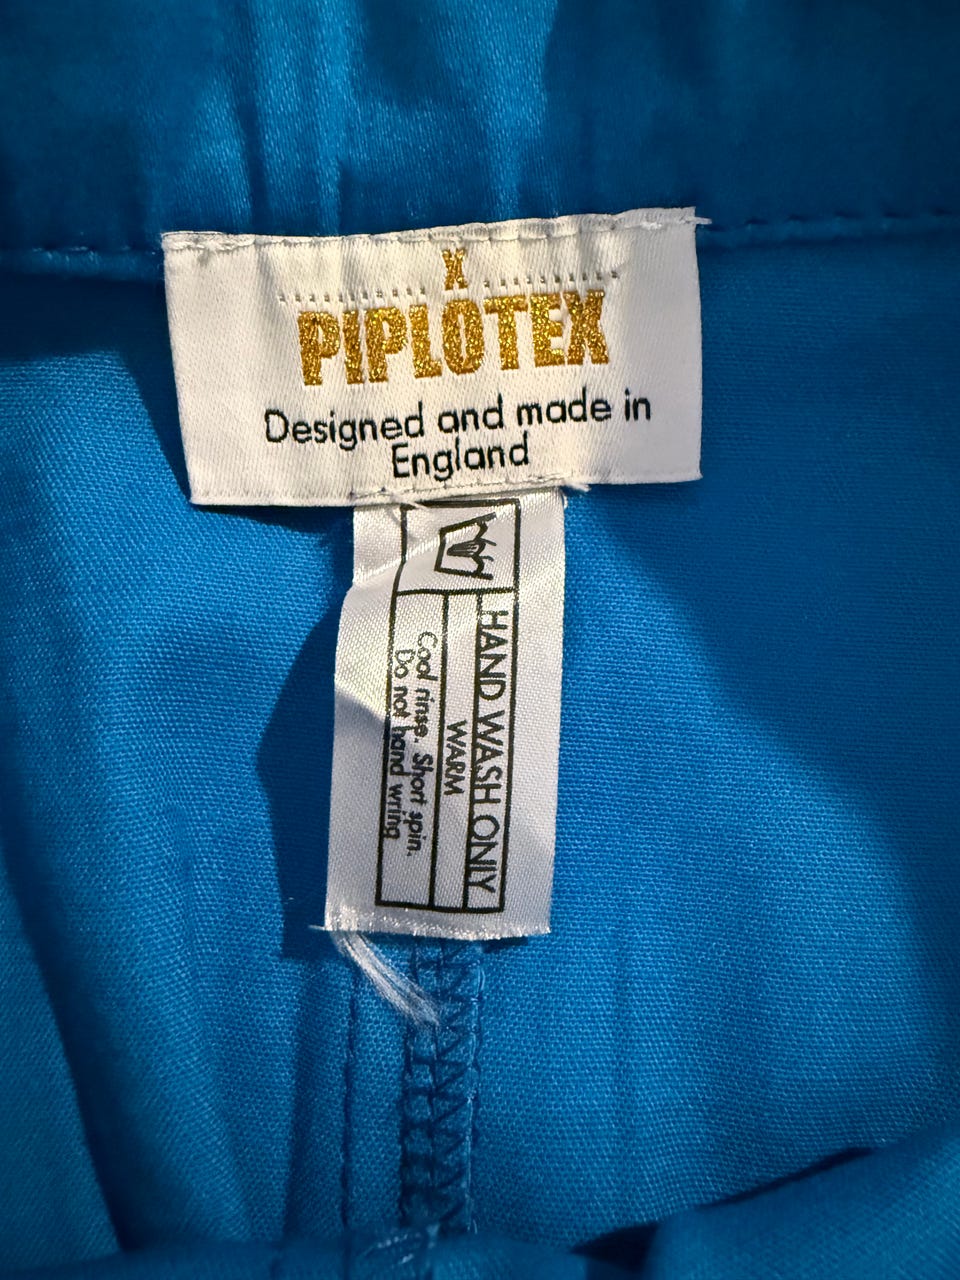 X
PIPLOTEX
Designed and made in
England
HAND WASH ONLY
WARM
Cool rinse. Short spin.
Do not hand wring